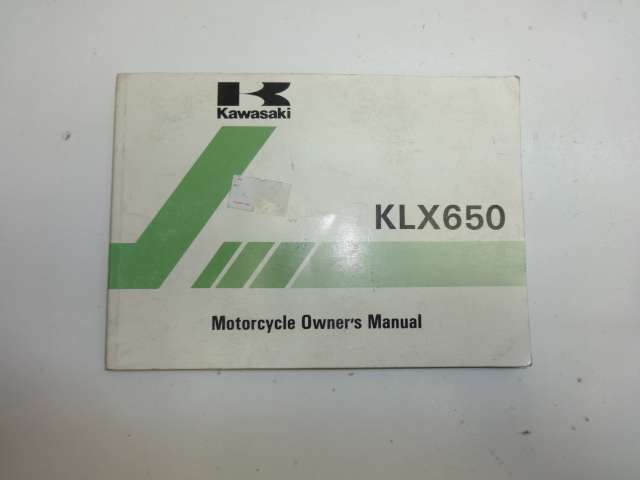 Kawasaki
KLX650
Motorcycle Owner's Manual